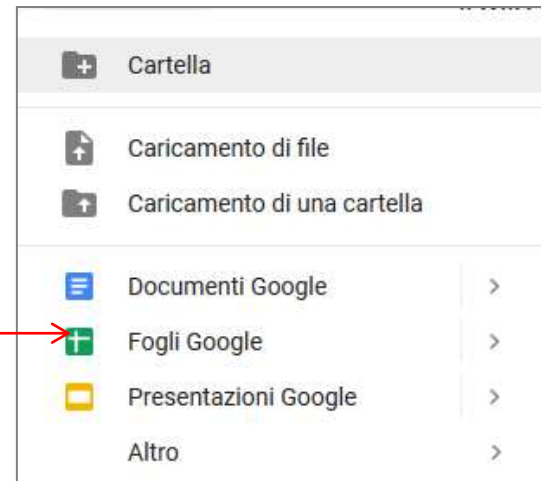 Cartella
Caricamento di file
Caricamento di una cartella
Documenti Google
Fogli Google
Presentazioni Google
Altro